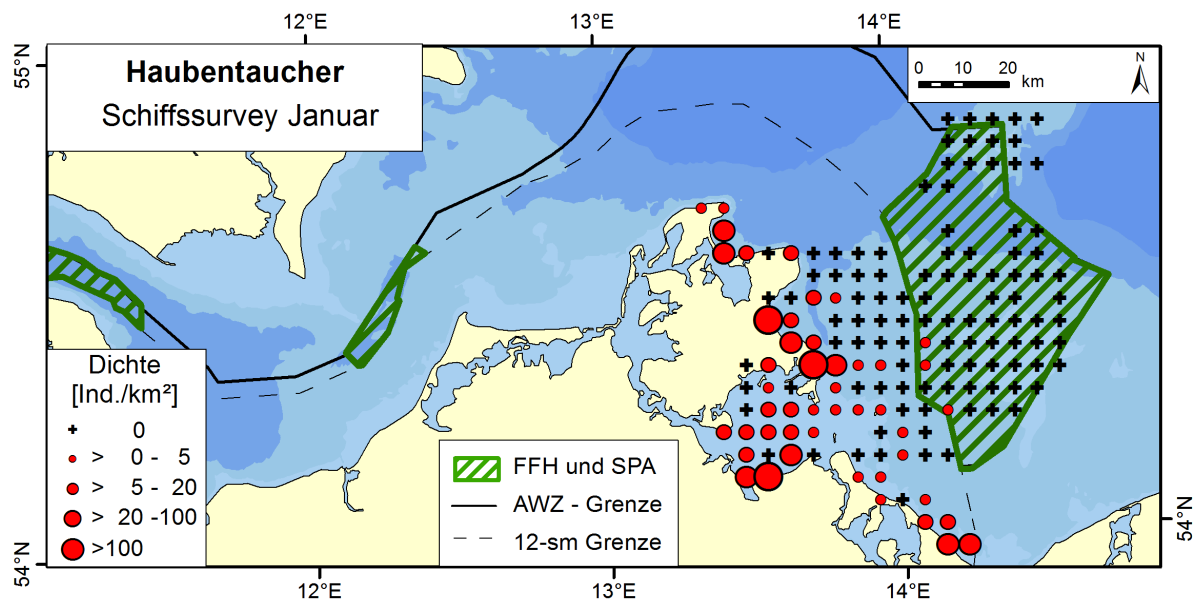 12°E 13°E 14°E
55°N
Haubentaucher
Schiffssurvey Januar
0 10 20
km
N
Dichte
[Ind./km²]
0
> 0 - 5
> 5 - 20
> 20 -100
>100
FFH und SPA
AWZ - Grenze
12-sm Grenze
54°N
54°N
12°E 13°E 14°E